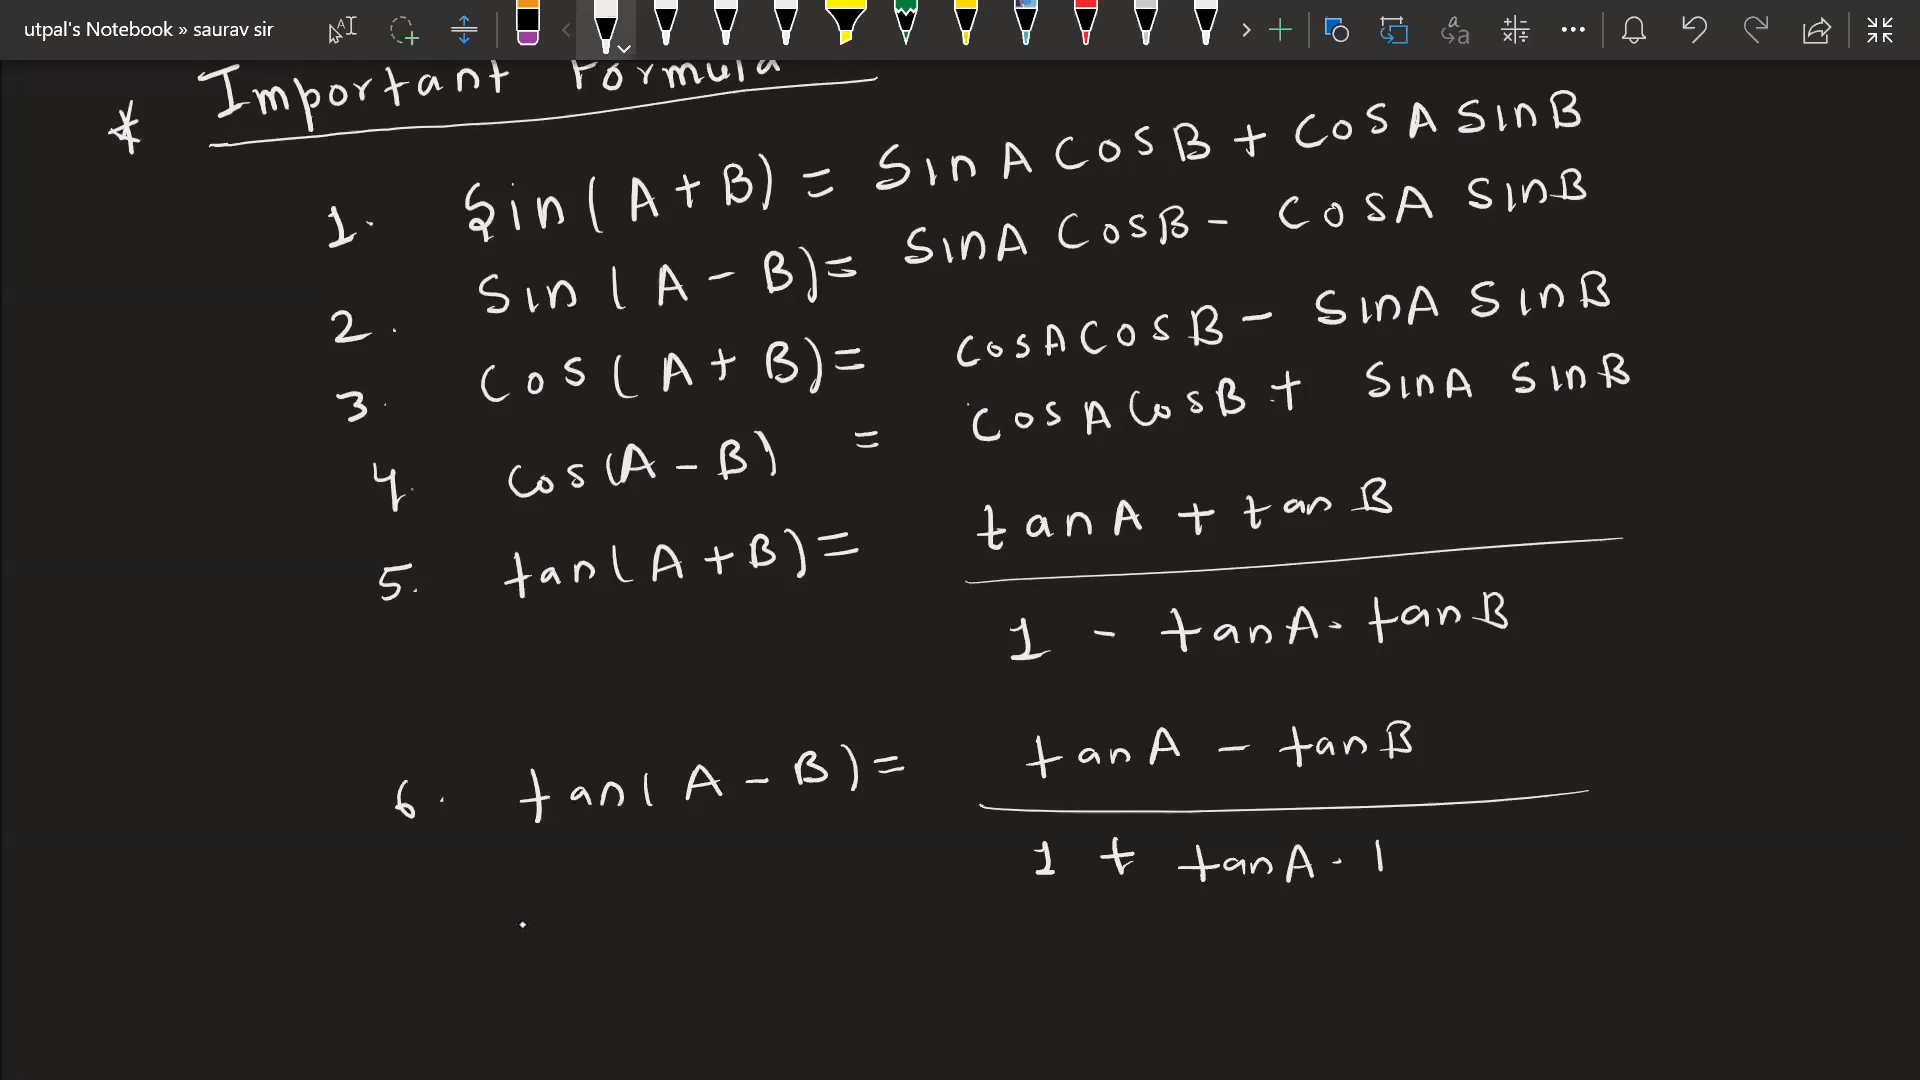 utpal's Notebook » saurav sir
* Important Formula
1. Sin(A+B) = SinA CosB + CosA SinB
2. Sin(A-B) = SinA CosB - CosA SinB
3. Cos(A+B) = CosA CosB - SinA SinB
4. Cos(A-B) = CosA CosB + SinA SinB
5. tan(A+B) = tanA + tanB
1 - tanA. tanB
6. tan(A-B) = tanA - tanB
1 + tanA. 1